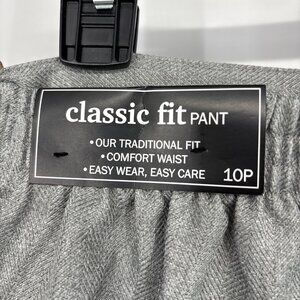 classic fit PANT
• OUR TRADITIONAL FIT
• COMFORT WAIST
• EASY WEAR, EASY CARE 10P